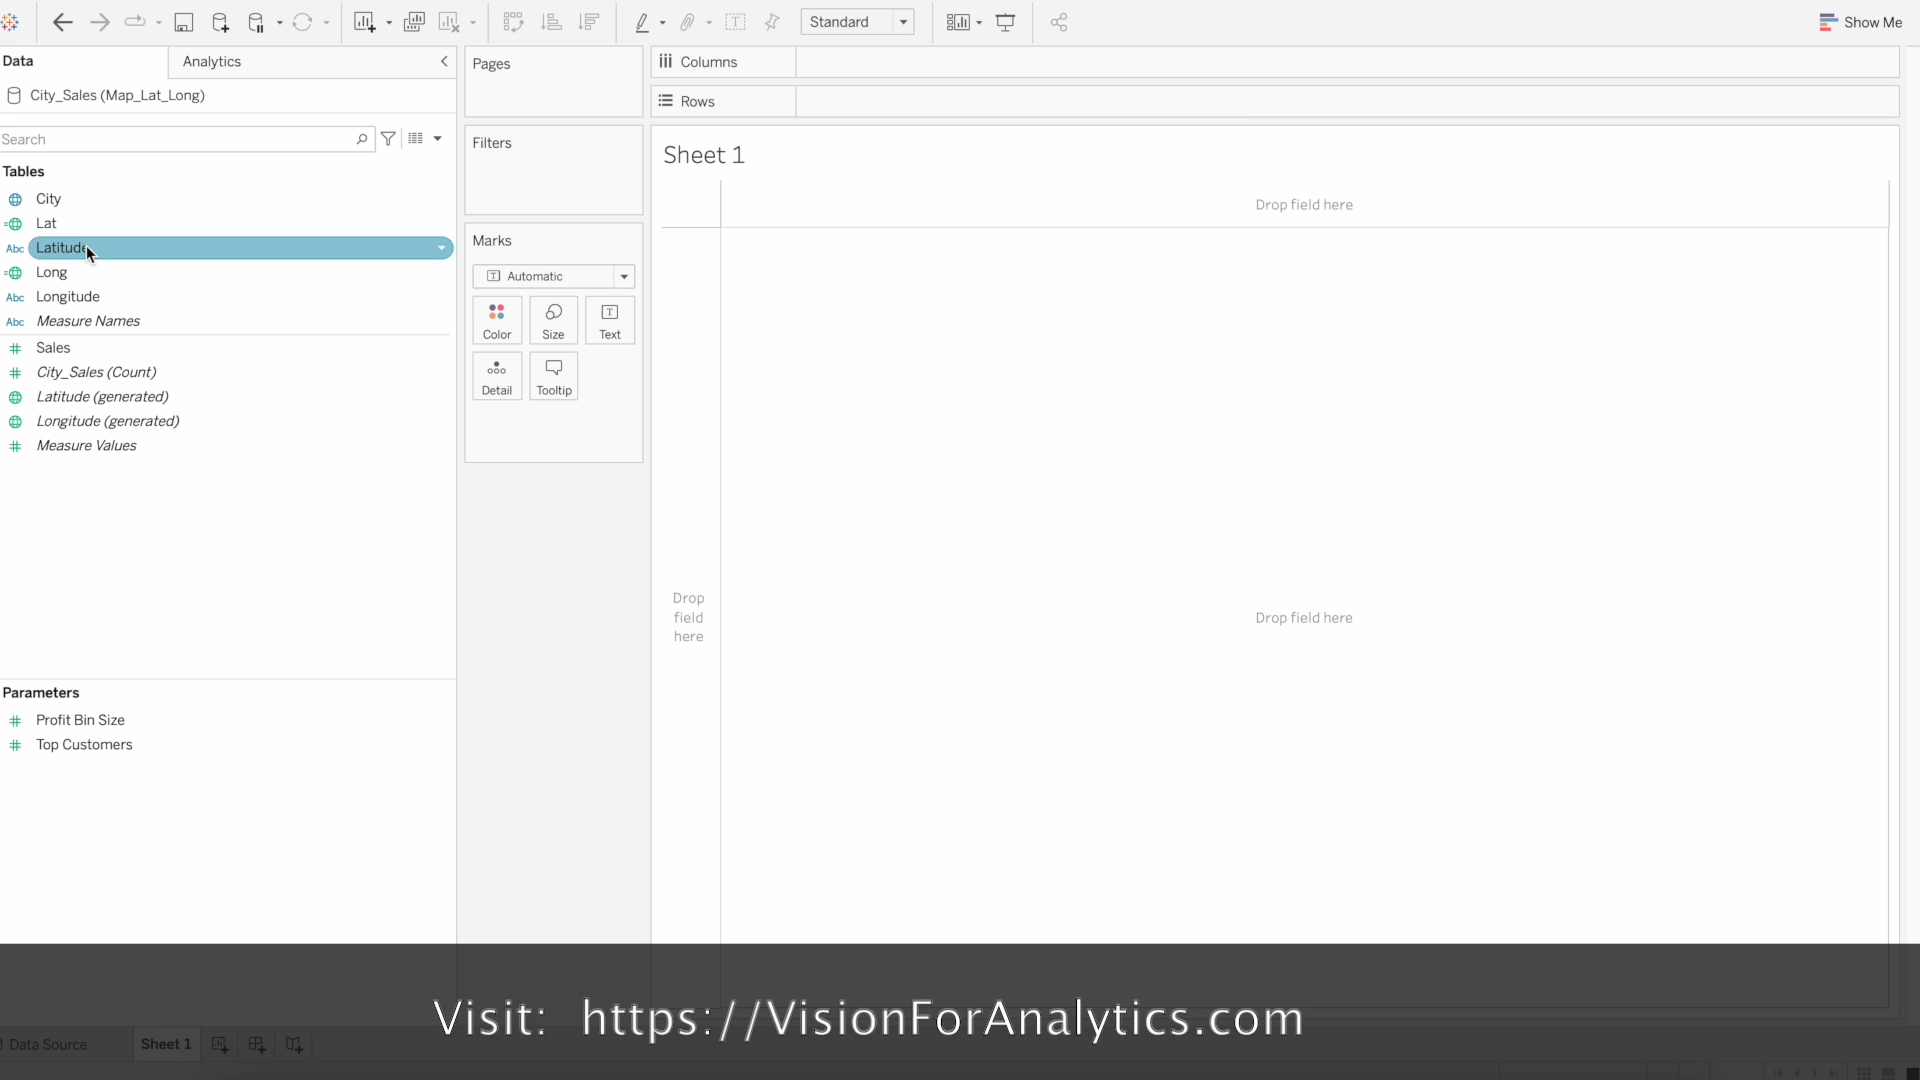 Standard
Show Me
Data
Analytics
City_Sales (Map_Lat_Long)
Search
Tables
City
Lat
Abc Latitude
Long
Abc Longitude
Abc Measure Names
Sales
City_Sales (Count)
Latitude (generated)
Longitude (generated)
Measure Values
Parameters
Profit Bin Size
Top Customers
Pages
Filters
Marks
Automatic
Color
Size
Text
Detail
Tooltip
Columns
Rows
Sheet 1
Drop field here
Drop
field
here
Drop field here
Visit: https://VisionForAnalytics.com
Data Source
Sheet 1